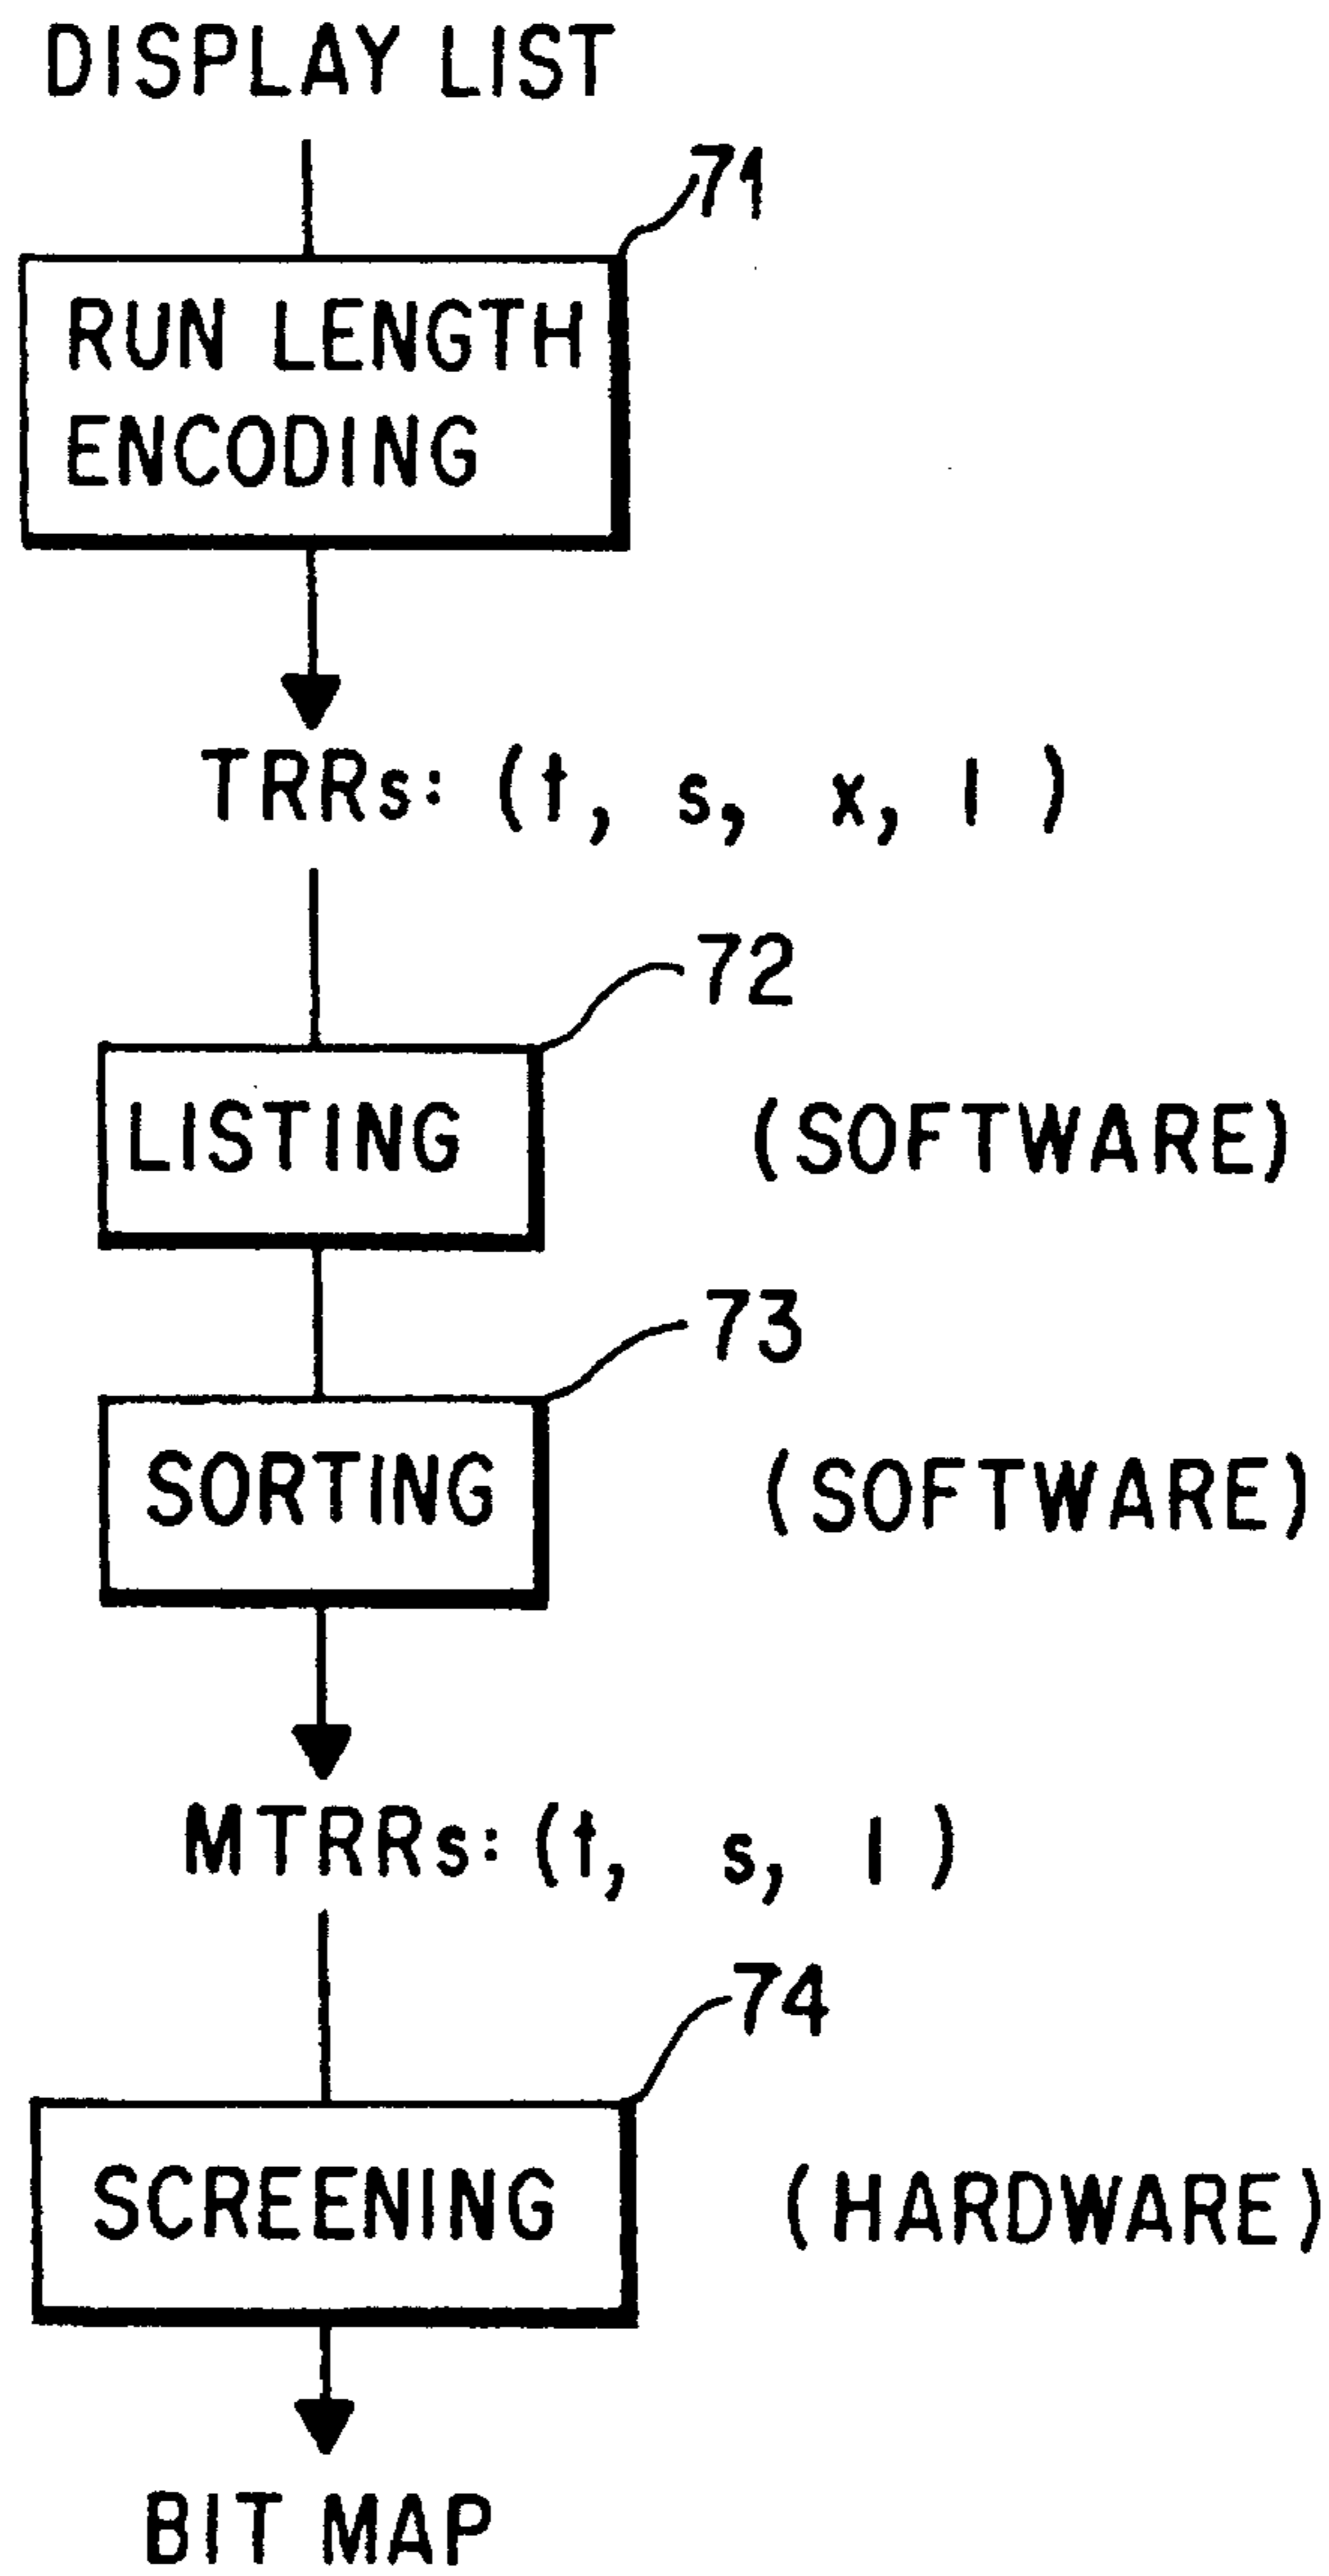 DISPLAY LIST
71
RUN LENGTH
ENCODING
TRRs: (t, s, x, l )
72
LISTING (SOFTWARE)
73
SORTING (SOFTWARE)
MTRRs: (t, s, l )
74
SCREENING (HARDWARE)
BIT MAP